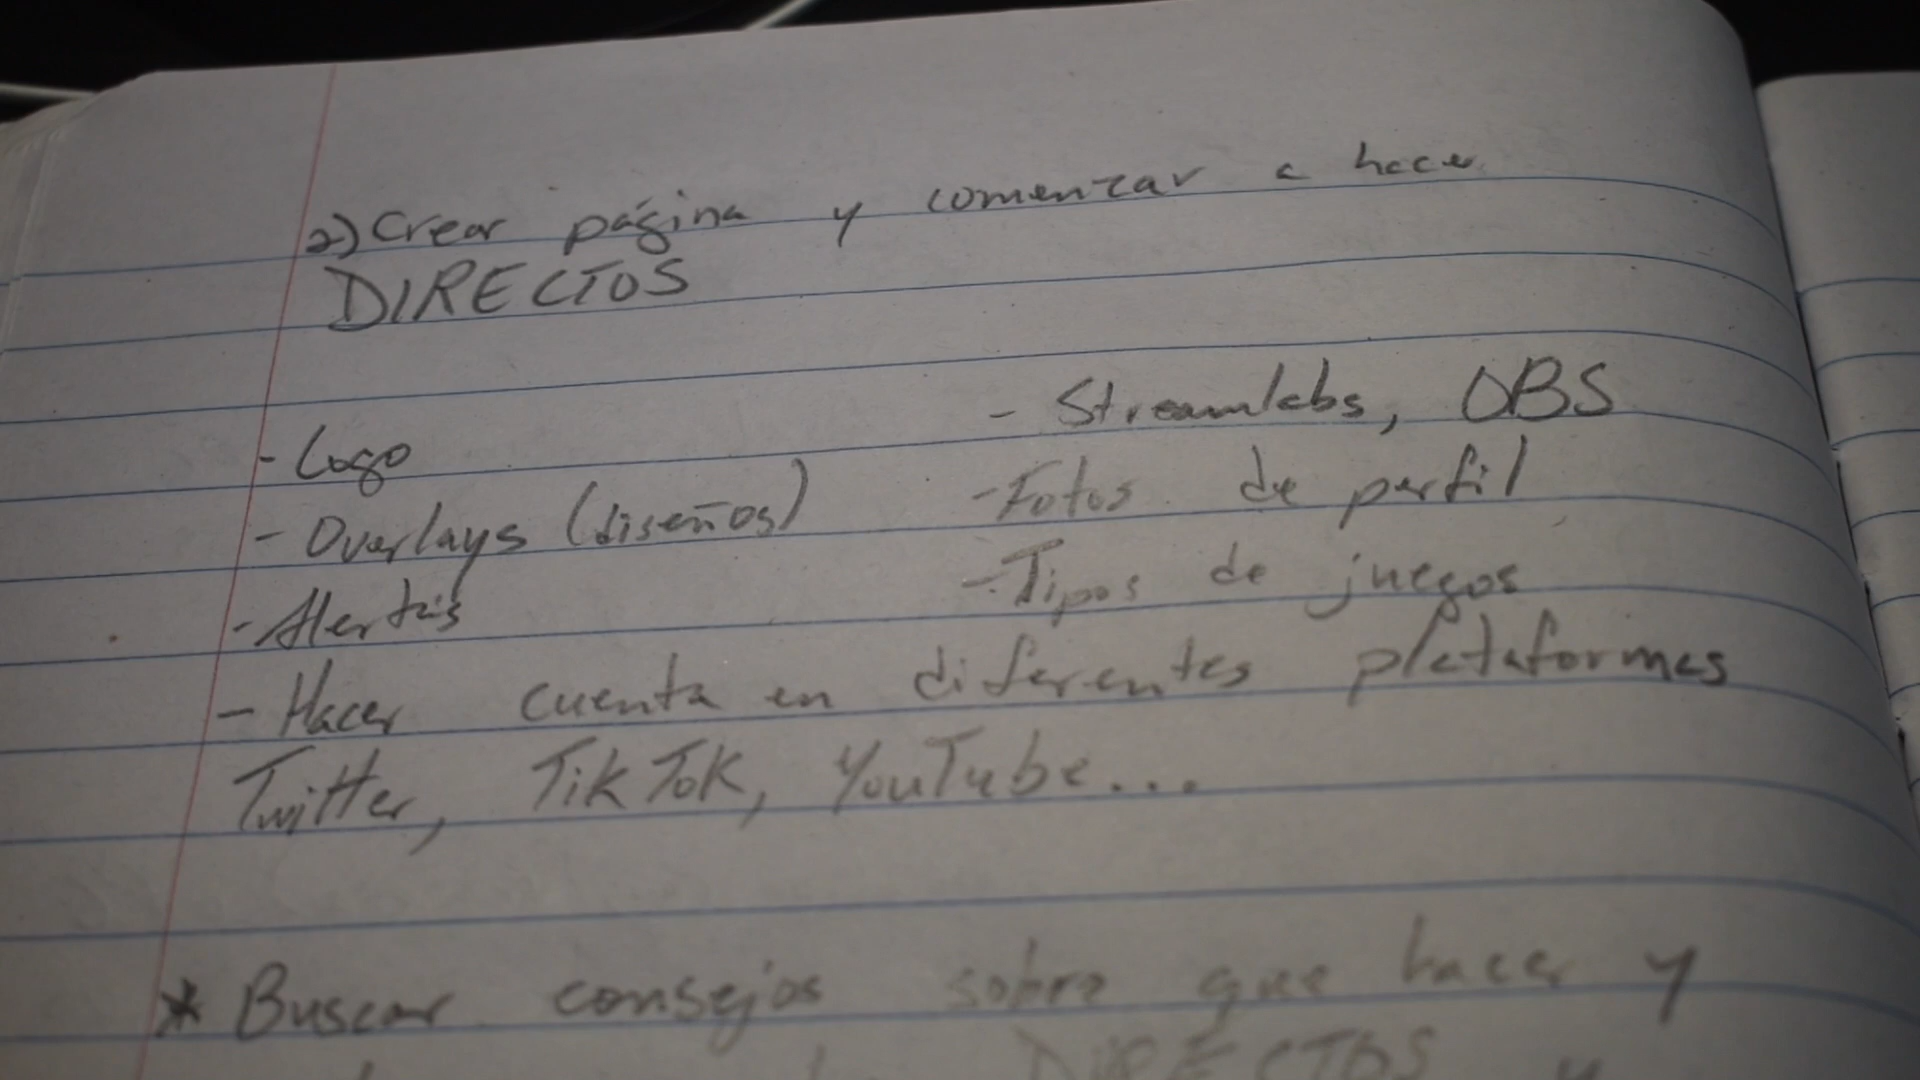 2) Crear página y comenzar a hacer
DIRECTOS
- Logo
- Overlays (diseños)
- Alertas
- Streamlabs, OBS
- Fotos de perfil
- Tipos de juegos
- Hacer cuenta en diferentes plataformas
Twitter, TikTok, YouTube...
* Buscar consejos sobre que hacer y
DIRECTOS y